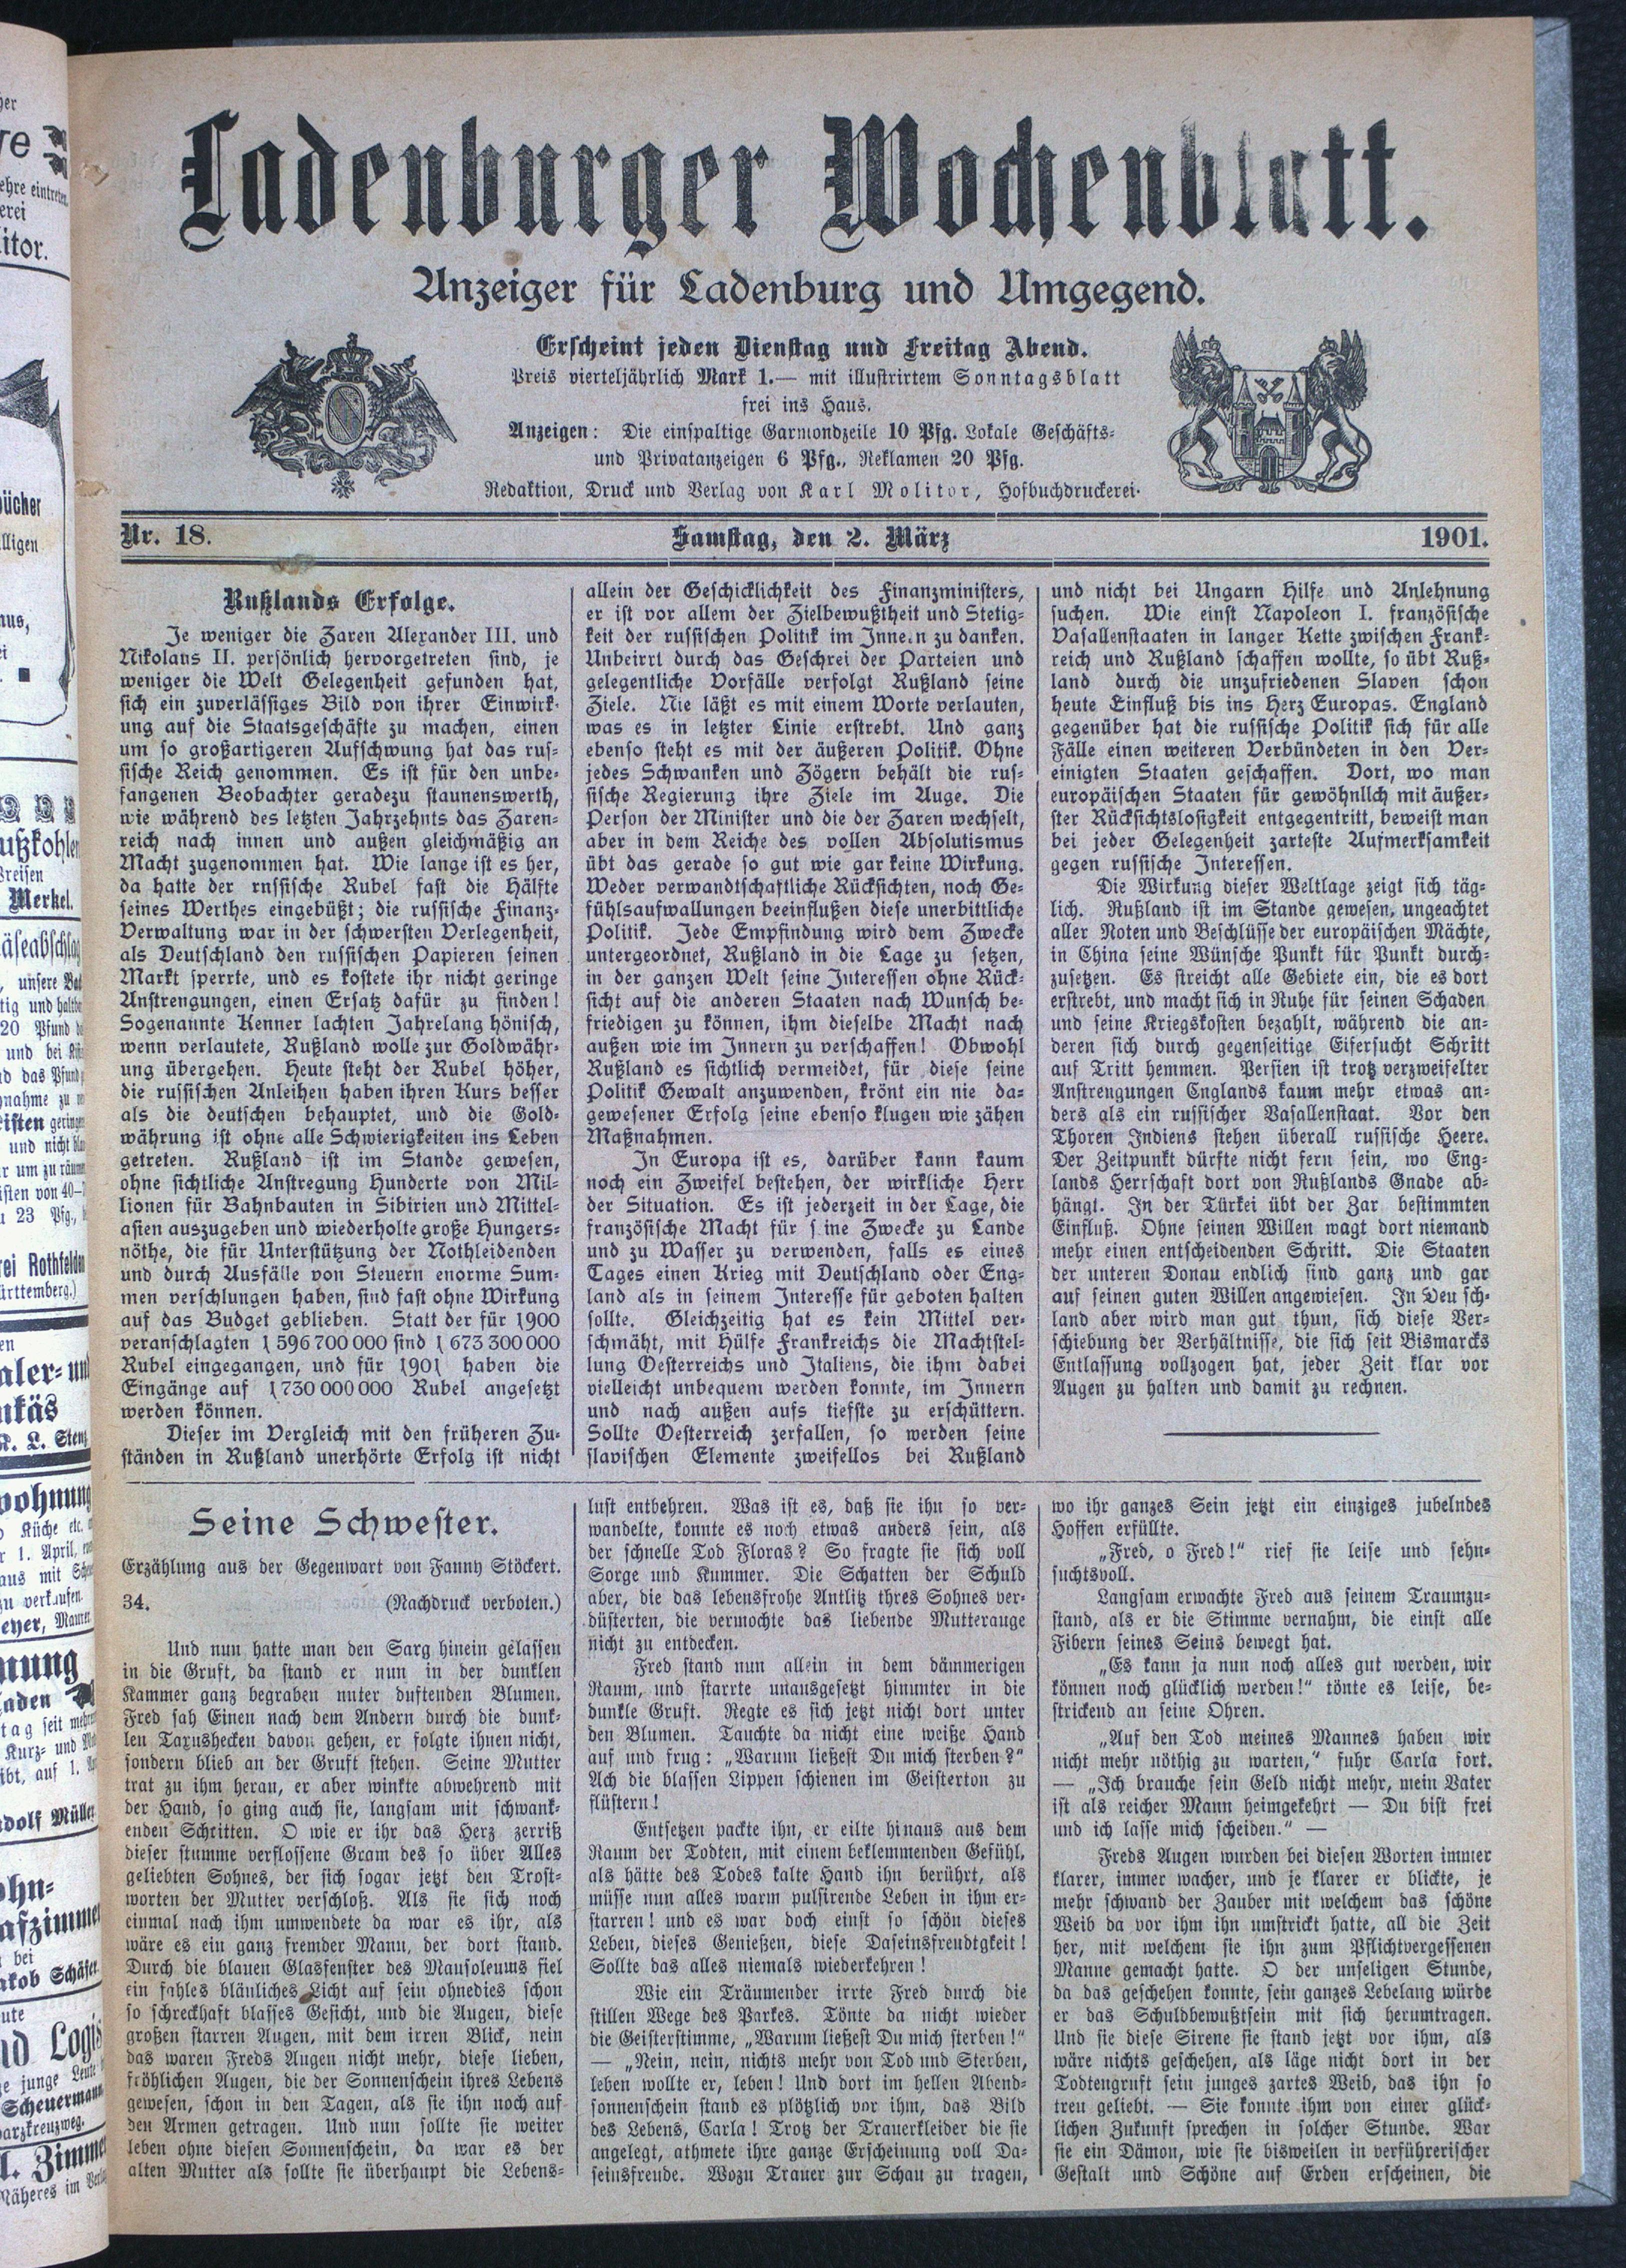 Ladenburger Wochenblatt.
Anzeiger für Ladenburg und Umgegend.
Erscheint jeden Dienstag und Freitag Abend.
Preis vierteljährlich Mark 1.— mit illustrirtem Sonntagsblatt
frei ins Haus.
Anzeigen: Die einspaltige Garmondzeile 10 Pfg. Lokale Geschäfts-
und Privatanzeigen 6 Pfg., Reklamen 20 Pfg.
Redaktion, Druck und Verlag von Karl Molitor, Hofbuchdruckerei.
Nr. 18. Samstag, den 2. März 1901.
Rußlands Erfolge.
Je weniger die Zaren Alexander III. und
Nikolaus II. persönlich hervorgetreten sind, je
weniger die Welt Gelegenheit gefunden hat,
sich ein zuverlässiges Bild von ihrer Einwirk-
ung auf die Staatsgeschäfte zu machen, einen
um so großartigeren Aufschwung hat das rus-
sische Reich genommen. Es ist für den unbe-
fangenen Beobachter geradezu staunenswerth,
wie während des letzten Jahrzehnts das Zaren-
reich nach innen und außen gleichmäßig an
Macht zugenommen hat. Wie lange ist es her,
da hatte der rnssische Rubel fast die Hälfte
seines Werthes eingebüßt; die russische Finanz-
Verwaltung war in der schwersten Verlegenheit,
als Deutschland den russischen Papieren seinen
Markt sperrte, und es kostete ihr nicht geringe
Anstrengungen, einen Ersatz dafür zu finden!
Sogenannte Kenner lachten Jahrelang hönisch,
wenn verlautete, Rußland wolle zur Goldwähr-
ung übergehen. Heute steht der Rubel höher,
die russischen Anleihen haben ihren Kurs besser
als die deutschen behauptet, und die Gold-
währung ist ohne alle Schwierigkeiten ins Leben
getreten. Rußland ist im Stande gewesen,
ohne sichtliche Anstregung Hunderte von Mil-
lionen für Bahnbauten in Sibirien und Mittel-
asien auszugeben und wiederholte große Hungers-
nöthe, die für Unterstützung der Nothleidenden
und durch Ausfälle von Steuern enorme Sum-
men verschlungen haben, sind fast ohne Wirkung
auf das Budget geblieben. Statt der für 1900
veranschlagten 1 596 700 000 sind 1 673 300 000
Rubel eingegangen, und für 1901 haben die
Eingänge auf 1 730 000 000 Rubel angesetzt
werden können.
Dieser im Vergleich mit den früheren Zu-
ständen in Rußland unerhörte Erfolg ist nicht
allein der Geschicklichkeit des Finanzministers,
er ist vor allem der Zielbewußtheit und Stetig-
keit der russischen Politik im Innern zu danken.
Unbeirrt durch das Geschrei der Parteien und
gelegentliche Vorfälle verfolgt Rußland seine
Ziele. Nie läßt es mit einem Worte verlauten,
was es in letzter Linie erstrebt. Und ganz
ebenso steht es mit der äußeren Politik. Ohne
jedes Schwanken und Zögern behält die rus-
sische Regierung ihre Ziele im Auge. Die
Person der Minister und die der Zaren wechselt,
aber in dem Reiche des vollen Absolutismus
übt das gerade so gut wie gar keine Wirkung.
Weder verwandtschaftliche Rücksichten, noch Ge-
fühlsaufwallungen beeinflußen diese unerbittliche
Politik. Jede Empfindung wird dem Zwecke
untergeordnet, Rußland in die Lage zu setzen,
in der ganzen Welt seine Interessen ohne Rück-
sicht auf die anderen Staaten nach Wunsch be-
friedigen zu können, ihm dieselbe Macht nach
außen wie im Innern zu verschaffen! Obwohl
Rußland es sichtlich vermeidet, für diese seine
Politik Gewalt anzuwenden, krönt ein nie da-
gewesener Erfolg seine ebenso klugen wie zähen
Maßnahmen.
In Europa ist es, darüber kann kaum
noch ein Zweifel bestehen, der wirkliche Herr
der Situation. Es ist jederzeit in der Lage, die
französische Macht für s ine Zwecke zu Lande
und zu Wasser zu verwenden, falls es eines
Tages einen Krieg mit Deutschland oder Eng-
land als in seinem Interesse für geboten halten
sollte. Gleichzeitig hat es kein Mittel ver-
schmäht, mit Hülfe Frankreichs die Machtstel-
lung Oesterreichs und Italiens, die ihm dabei
vielleicht unbequem werden konnte, im Innern
und nach außen aufs tiefste zu erschüttern.
Sollte Oesterreich zerfallen, so werden seine
slavischen Elemente zweifellos bei Rußland
und nicht bei Ungarn Hilfe und Anlehnung
suchen. Wie einst Napoleon I. französische
Vasallenstaaten in langer Kette zwischen Frank-
reich und Rußland schaffen wollte, so übt Ruß-
land durch die unzufriedenen Slaven schon
heute Einfluß bis ins Herz Europas. England
gegenüber hat die russische Politik sich für alle
Fälle einen weiteren Verbündeten in den Ver-
einigten Staaten geschaffen. Dort, wo man
europäischen Staaten für gewöhnllch mit äußer-
ster Rücksichtslosigkeit entgegentritt, beweist man
bei jeder Gelegenheit zarteste Aufmerksamkeit
gegen russische Interessen.
Die Wirkung dieser Weltlage zeigt sich täg-
lich. Rußland ist im Stande gewesen, ungeachtet
aller Noten und Beschlüsse der europäischen Mächte,
in China seine Wünsche Punkt für Punkt durch-
zusetzen. Es streicht alle Gebiete ein, die es dort
erstrebt, und macht sich in Ruhe für seinen Schaden
und seine Kriegskosten bezahlt, während die an-
deren sich durch gegenseitige Eifersucht Schritt
auf Tritt hemmen. Persien ist trotz verzweifelter
Anstrengungen Englands kaum mehr etwas an-
ders als ein russischer Vasallenstaat. Vor den
Thoren Indiens stehen überall russische Heere.
Der Zeitpunkt dürfte nicht fern sein, wo Eng-
lands Herrschaft dort von Rußlands Gnade ab-
hängt. In der Türkei übt der Zar bestimmten
Einfluß. Ohne seinen Willen wagt dort niemand
mehr einen entscheidenden Schritt. Die Staaten
der unteren Donau endlich sind ganz und gar
auf seinen guten Willen angewiesen. In Deu sch-
land aber wird man gut thun, sich diese Ver-
schiebung der Verhältnisse, die sich seit Bismarcks
Entlassung vollzogen hat, jeder Zeit klar vor
Augen zu halten und damit zu rechnen.
Seine Schwester.
Erzählung aus der Gegenwart von Fanny Stöckert.
34. (Nachdruck verboten.)
Und nun hatte man den Sarg hinein gelassen
in die Gruft, da stand er nun in der dunklen
Kammer ganz begraben unter duftenden Blumen.
Fred sah Einen nach dem Andern durch die dunk-
len Taxushecken davon gehen, er folgte ihnen nicht,
sondern blieb an der Gruft stehen. Seine Mutter
trat zu ihm heran, er aber winkte abwehrend mit
der Hand, so ging auch sie, langsam mit schwank-
enden Schritten. O wie er ihr das Herz zerriß
dieser stumme verflossene Gram des so über Alles
geliebten Sohnes, der sich sogar jetzt den Trost-
worten der Mutter verschloß. Als sie sich noch
einmal nach ihm umwendete da war es ihr, als
wäre es ein ganz fremder Mann, der dort stand.
Durch die blauen Glasfenster des Mausoleums fiel
ein fahles bläuliches Licht auf sein ohnedies schon
so schreckhaft blasses Gesicht, und die Augen, diese
großen starren Augen, mit dem irren Blick, nein
das waren Freds Augen nicht mehr, diese lieben,
fröhlichen Augen, die der Sonnenschein ihres Lebens
gewesen, schon in den Tagen, als sie ihn noch auf
den Armen getragen. Und nun sollte sie weiter
leben ohne diesen Sonnenschein, da war es der
alten Mutter als sollte sie überhaupt die Lebens-
lust entbehren. Was ist es, daß sie ihn so ver-
wandelte, konnte es noch etwas anders sein, als
der schnelle Tod Floras? So fragte sie sich voll
Sorge und Kummer. Die Schatten der Schuld
aber, die das lebensfrohe Antlitz thres Sohnes ver-
düsterten, die vermochte das liebende Mutterauge
nicht zu entdecken.
Fred stand nun allein in dem dämmerigen
Raum, und starrte unausgesetzt hinunter in die
dunkle Gruft. Regte es sich jetzt nicht dort unter
den Blumen. Tauchte da nicht eine weiße Hand
auf und frug: „Warum ließest Du mich sterben?“
Ach die blassen Lippen schienen im Geisterton zu
flüstern!
Entsetzen packte ihn, er eilte hinaus aus dem
Raum der Todten, mit einem beklemmenden Gefühl,
als hätte des Todes kalte Hand ihn berührt, als
müsse nun alles warm pulsirende Leben in ihm er-
starren! und es war doch einst so schön dieses
Leben, dieses Genießen, diese Daseinsfreudtgkeit!
Sollte das alles niemals wiederkehren!
Wie ein Träumender irrte Fred durch die
stillen Wege des Parkes. Tönte da nicht wieder
die Geisterstimme, „Warum ließest Du mich sterben!“
— „Nein, nein, nichts mehr von Tod und Sterben,
leben wollte er, leben! Und dort im hellen Abend-
sonnenschein stand es plötzlich vor ihm, das Bild
des Lebens, Carla! Trotz der Trauerkleider die sie
angelegt, athmete ihre ganze Erscheinung voll Da-
seinsfreude. Wozu Trauer zur Schau zu tragen,
wo ihr ganzes Sein jetzt ein einziges jubelndes
Hoffen erfüllte.
„Fred, o Fred!“ rief sie leise und sehn-
suchtsvoll.
Langsam erwachte Fred aus seinem Traumzu-
stand, als er die Stimme vernahm, die einst alle
Fibern seines Seins bewegt hat.
„Es kann ja nun noch alles gut werden, wir
können noch glücklich werden!“ tönte es leise, be-
strickend an seine Ohren.
„Auf den Tod meines Mannes haben wir
nicht mehr nöthig zu warten,“ fuhr Carla fort.
— „Ich brauche sein Geld nicht mehr, mein Vater
ist als reicher Mann heimgekehrt — Du bist frei
und ich lasse mich scheiden.“ —
Freds Augen wurden bei diesen Worten immer
klarer, immer wacher, und je klarer er blickte, je
mehr schwand der Zauber mit welchem das schöne
Weib da vor ihm ihn umstrickt hatte, all die Zeit
her, mit welchem sie ihn zum Pflichtvergessenen
Manne gemacht hatte. O der unseligen Stunde,
da das geschehen konnte, sein ganzes Lebelang würde
er das Schuldbewußtsein mit sich herumtragen.
Und sie diese Sirene sie stand jetzt vor ihm, als
wäre nichts geschehen, als läge nicht dort in der
Todtengruft sein junges zartes Weib, das ihn so
treu geliebt. — Sie konnte ihm von einer glück-
lichen Zukunft sprechen in solcher Stunde. War
sie ein Dämon, wie sie bisweilen in verführerischer
Gestalt und Schöne auf Erden erscheinen, die